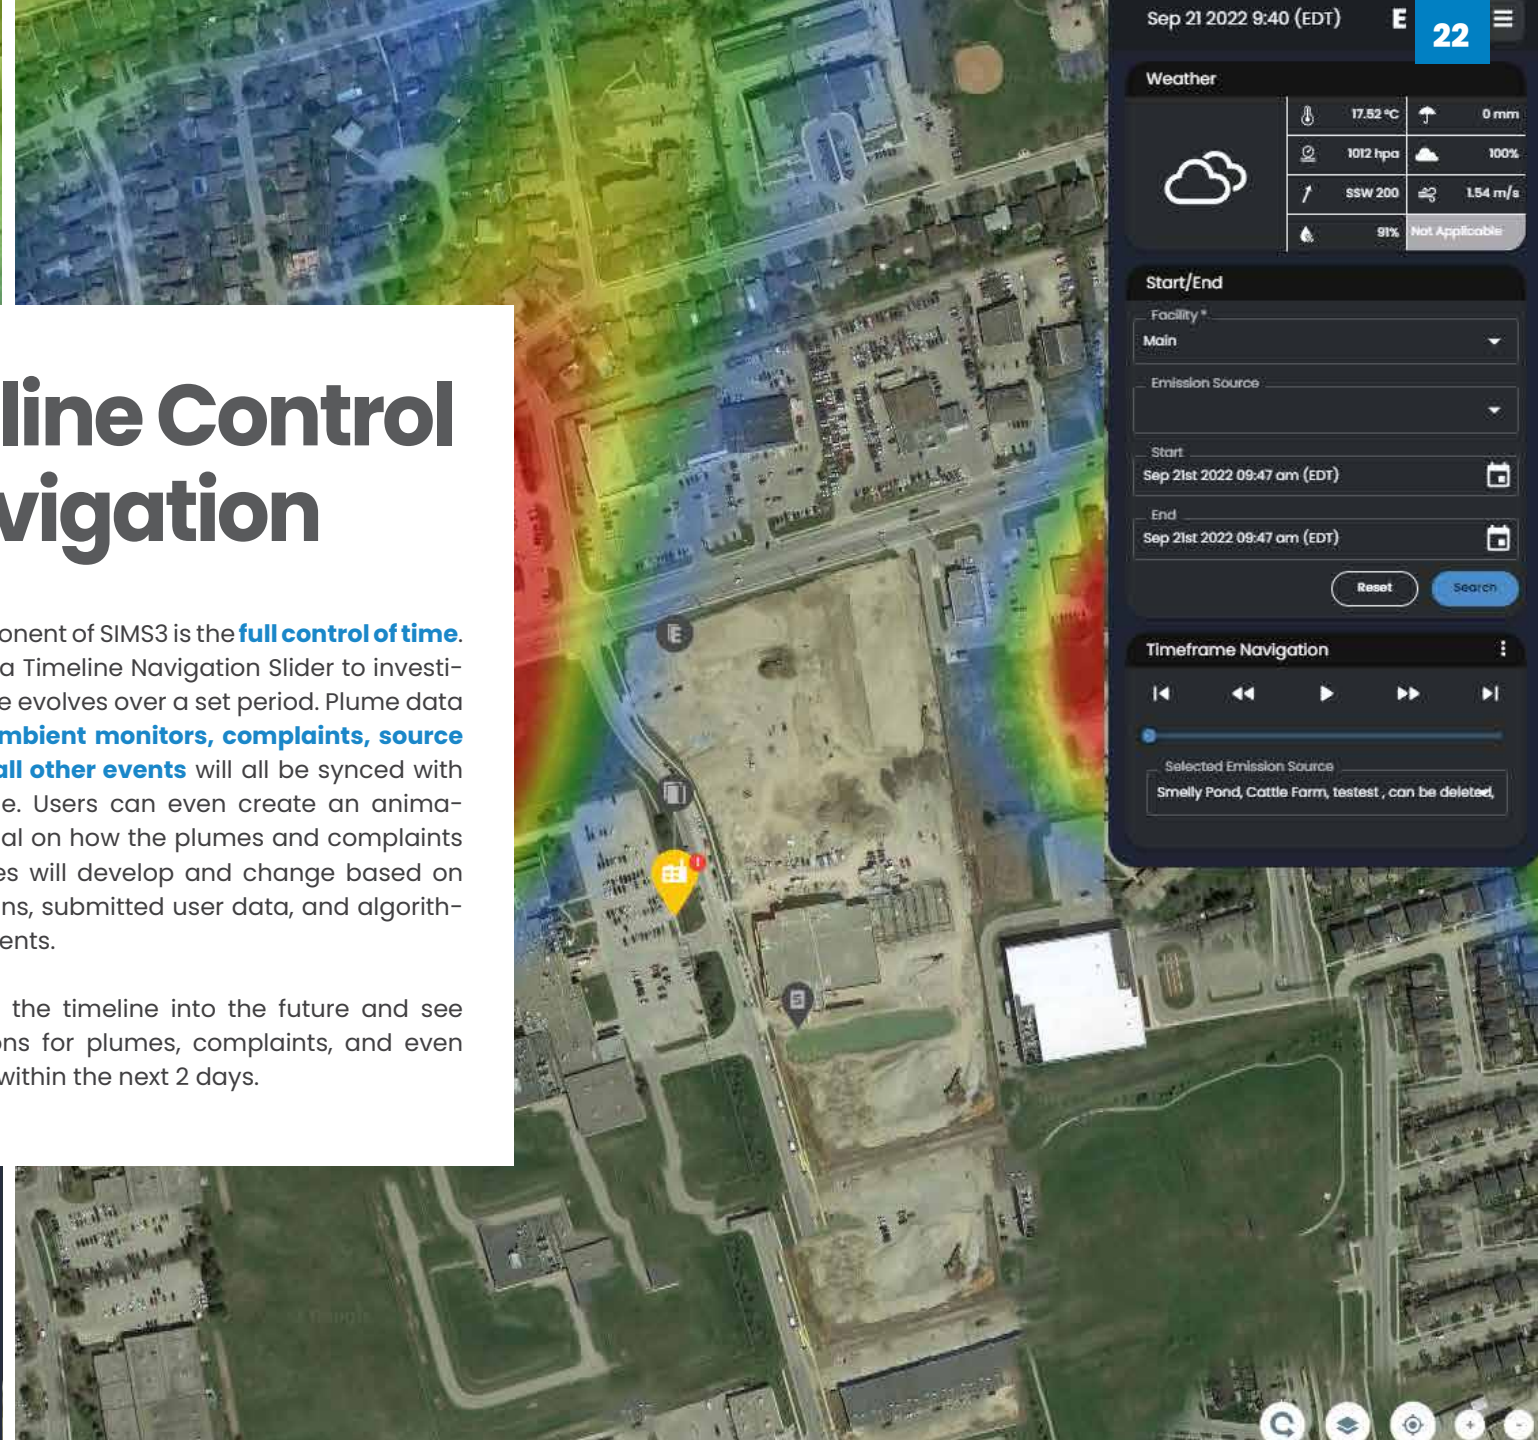 Sep 21 2022 9:40 (EDT)
E
22
Weather
17.52 °C
0 mm
1012 hpa
100%
SSW 200
1.54 m/s
91%
Not Applicable
Start/End
Facility *
Main
Emission Source
Start
Sep 21st 2022 09:47 am (EDT)
End
Sep 21st 2022 09:47 am (EDT)
Reset
Search
Timeframe Navigation
Selected Emission Source
Smelly Pond, Cattle Farm, testest , can be deleted,
line Control
vigation
ponent of SIMS3 is the full control of time.
a Timeline Navigation Slider to investi-
e evolves over a set period. Plume data
mbient monitors, complaints, source
all other events will all be synced with
e. Users can even create an anima-
al on how the plumes and complaints
es will develop and change based on
ns, submitted user data, and algorith-
ents.
the timeline into the future and see
ons for plumes, complaints, and even
within the next 2 days.
E
S